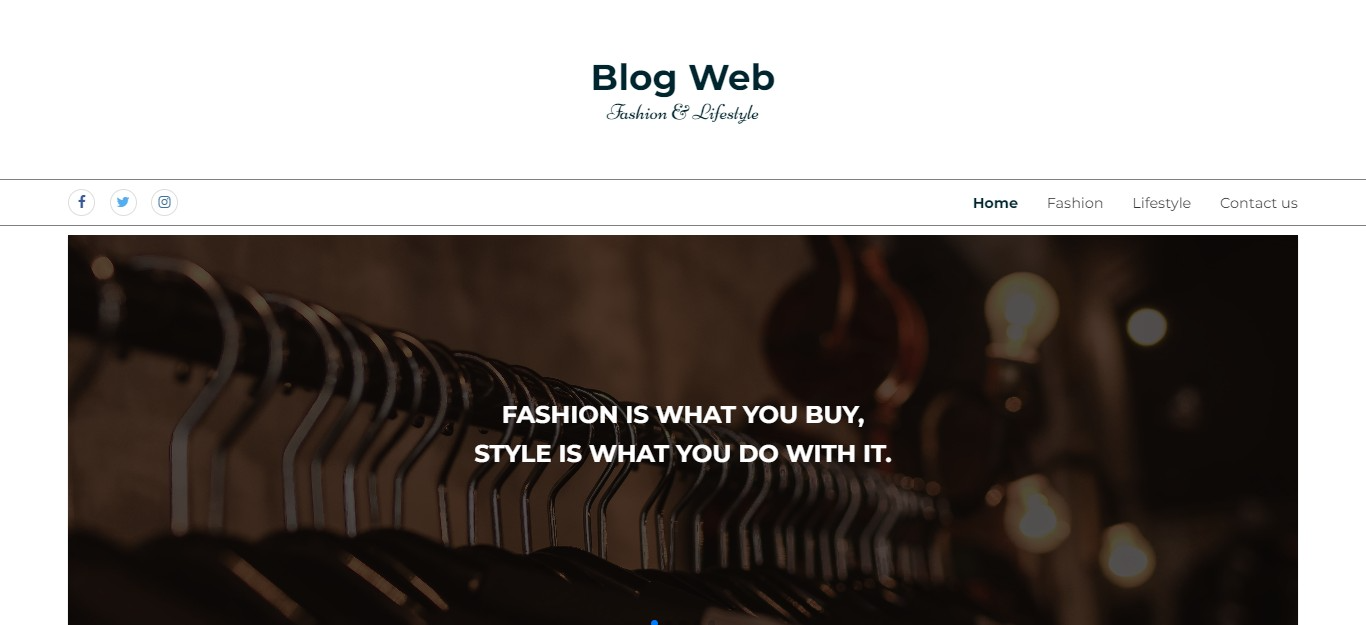 Blog Web
Fashion & Lifestyle
Home Fashion Lifestyle Contact us
FASHION IS WHAT YOU BUY,
STYLE IS WHAT YOU DO WITH IT.